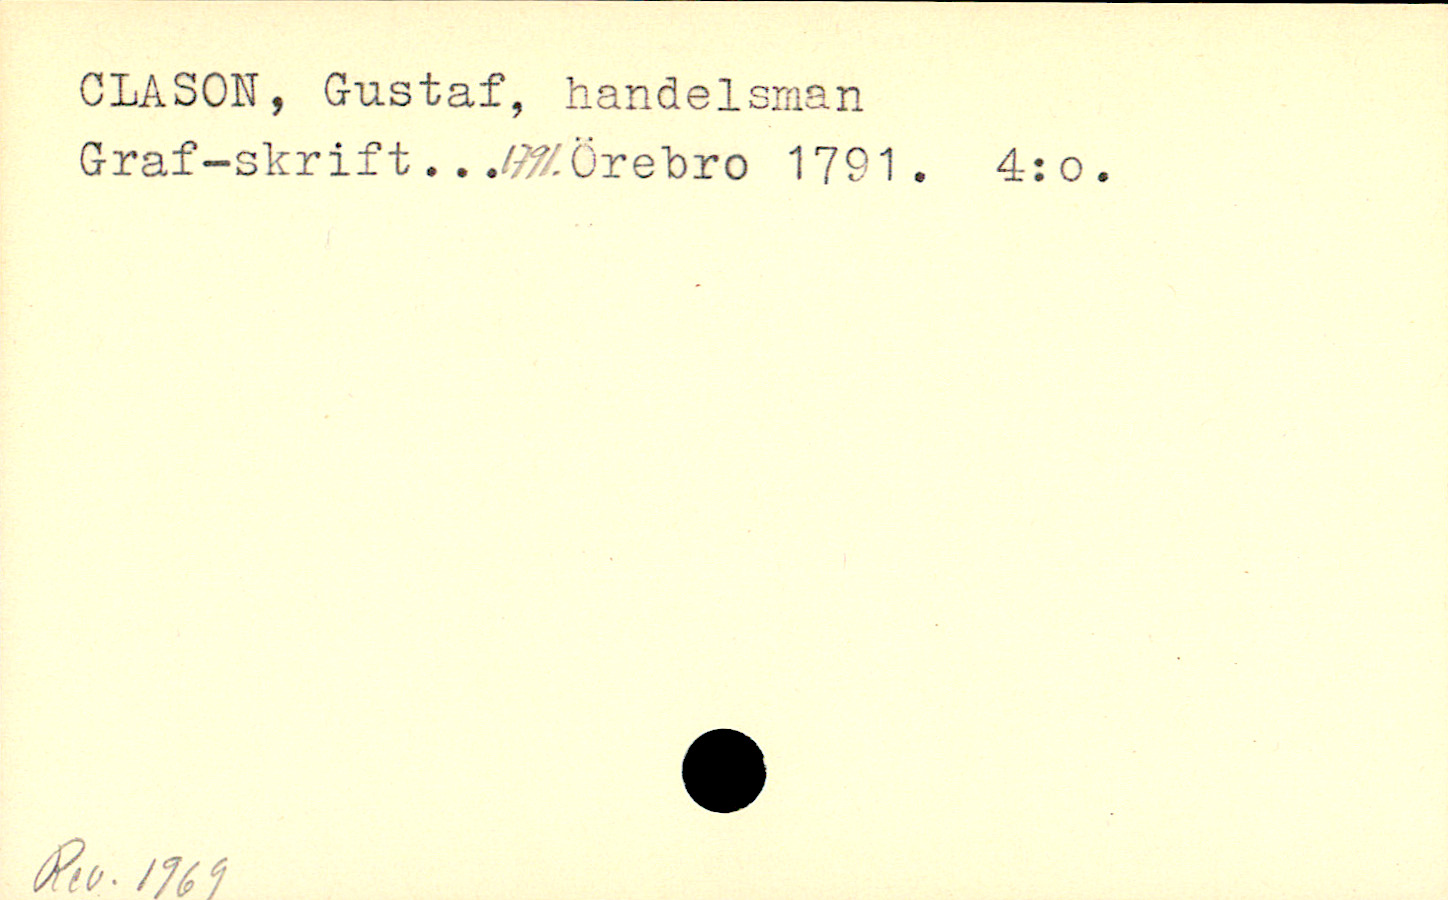 CLASON, Gustaf, handelsman
Graf-skrift...1791. Örebro 1791. 4:o.
Rev. 1969